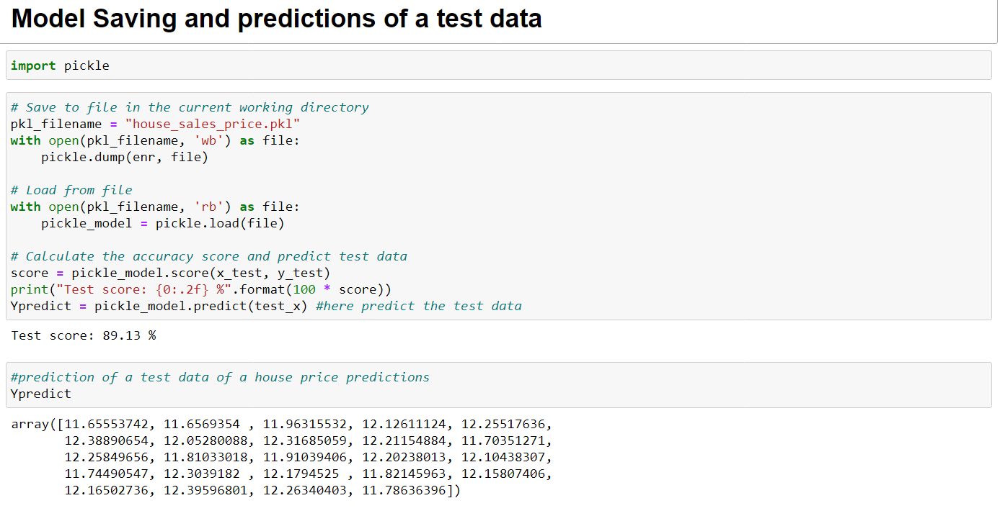 Model Saving and predictions of a test data
import pickle
# Save to file in the current working directory
pkl_filename = "house_sales_price.pkl"
with open(pkl_filename, 'wb') as file:
    pickle.dump(enr, file)
# Load from file
with open(pkl_filename, 'rb') as file:
    pickle_model = pickle.load(file)
# Calculate the accuracy score and predict test data
score = pickle_model.score(x_test, y_test)
print("Test score: {0:.2f} %".format(100 * score))
Ypredict = pickle_model.predict(test_x) #here predict the test data
Test score: 89.13 %
#prediction of a test data of a house price predictions
Ypredict
array([11.65553742, 11.6569354 , 11.96315532, 12.12611124, 12.25517636,
       12.38890654, 12.05280088, 12.31685059, 12.21154884, 11.70351271,
       12.25849656, 11.81033018, 11.91039406, 12.20238013, 12.10438307,
       11.74490547, 12.3039182 , 12.1794525 , 11.82145963, 12.15807406,
       12.16502736, 12.39596801, 12.26340403, 11.78636396])